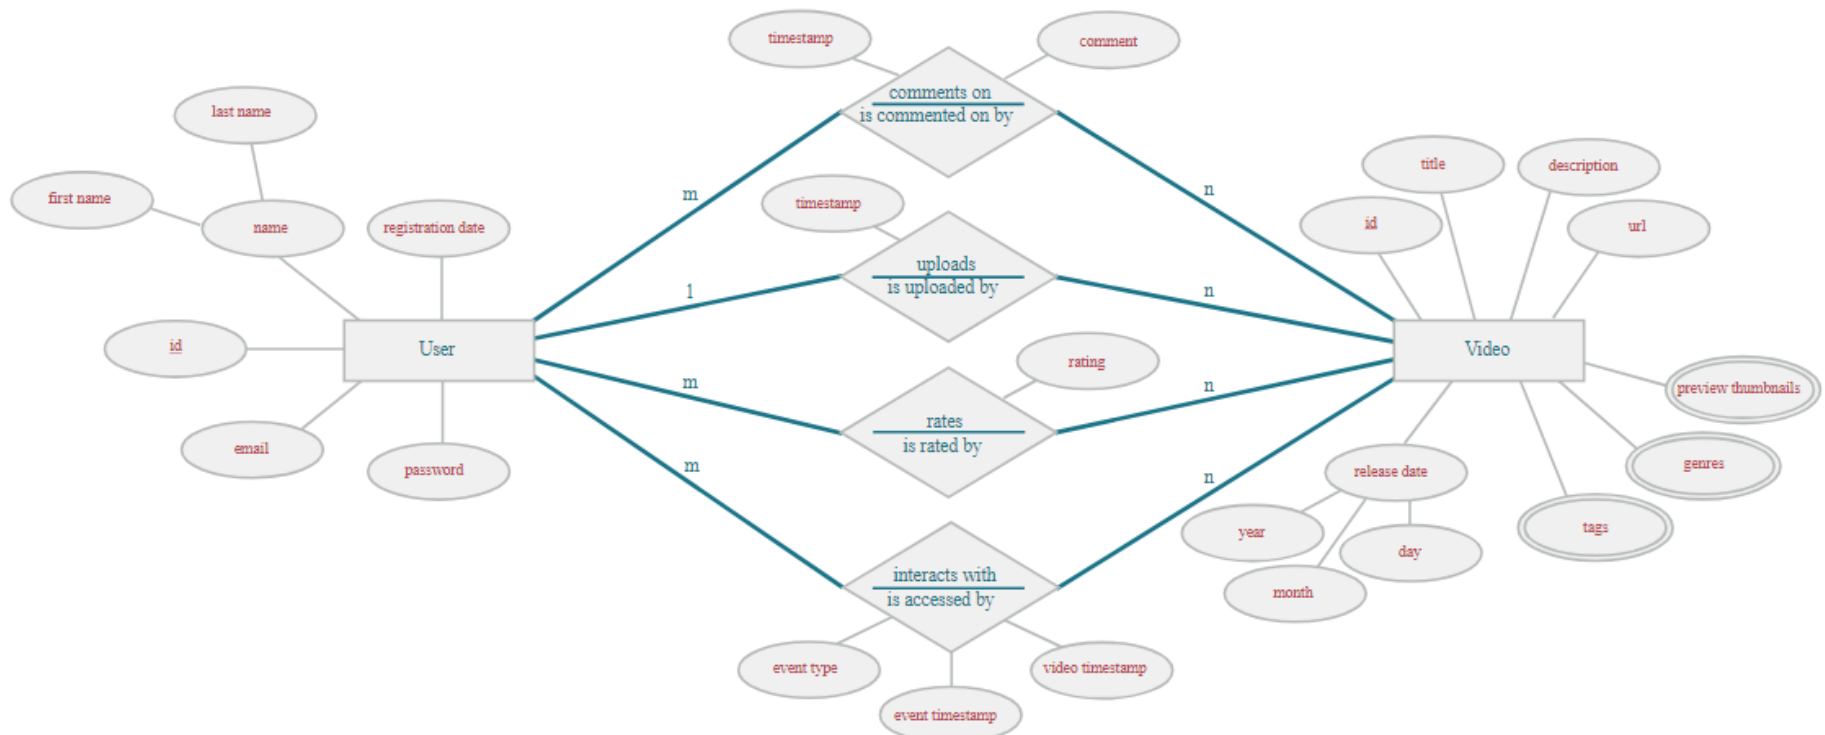 timestamp
comment
comments on
is commented on by
last name
first name
name
registration date
m
n
timestamp
title
description
id
url
uploads
is uploaded by
1
n
id
User
Video
rating
m
n
rates
is rated by
preview thumbnails
email
password
release date
genres
m
n
year
day
tags
month
interacts with
is accessed by
event type
video timestamp
event timestamp